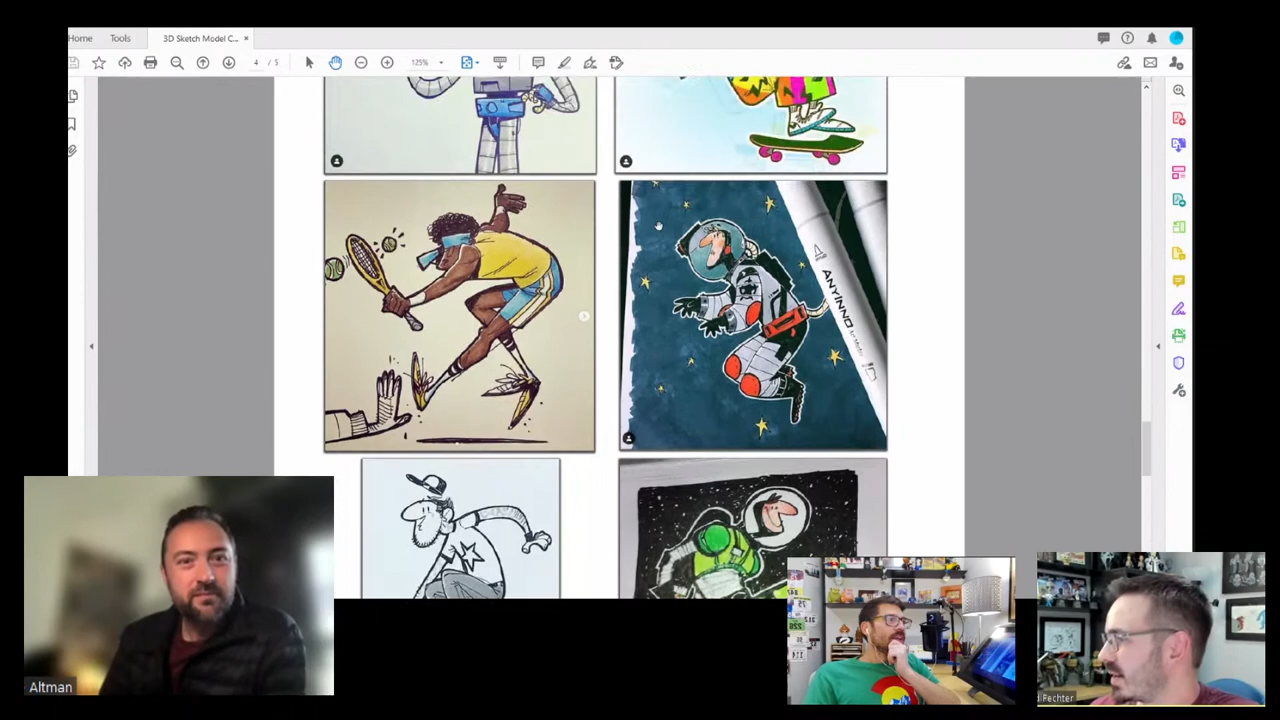 Home
Tools
3D Sketch Model C...
4 / 5
125%
ANYINNO
Altman
d Fechter